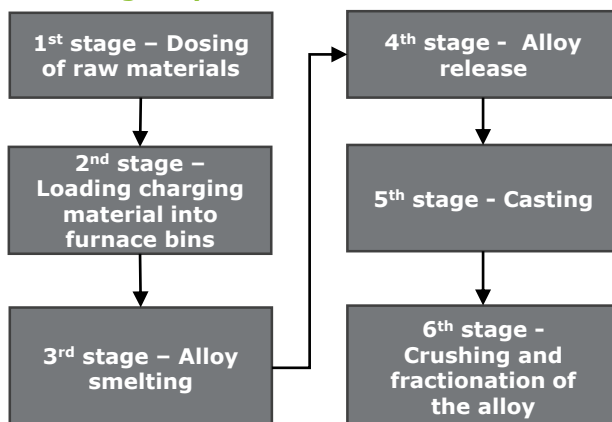 1st stage – Dosing
of raw materials
2nd stage –
Loading charging
material into
furnace bins
3rd stage – Alloy
smelting
4th stage - Alloy
release
5th stage - Casting
6th stage -
Crushing and
fractionation of
the alloy